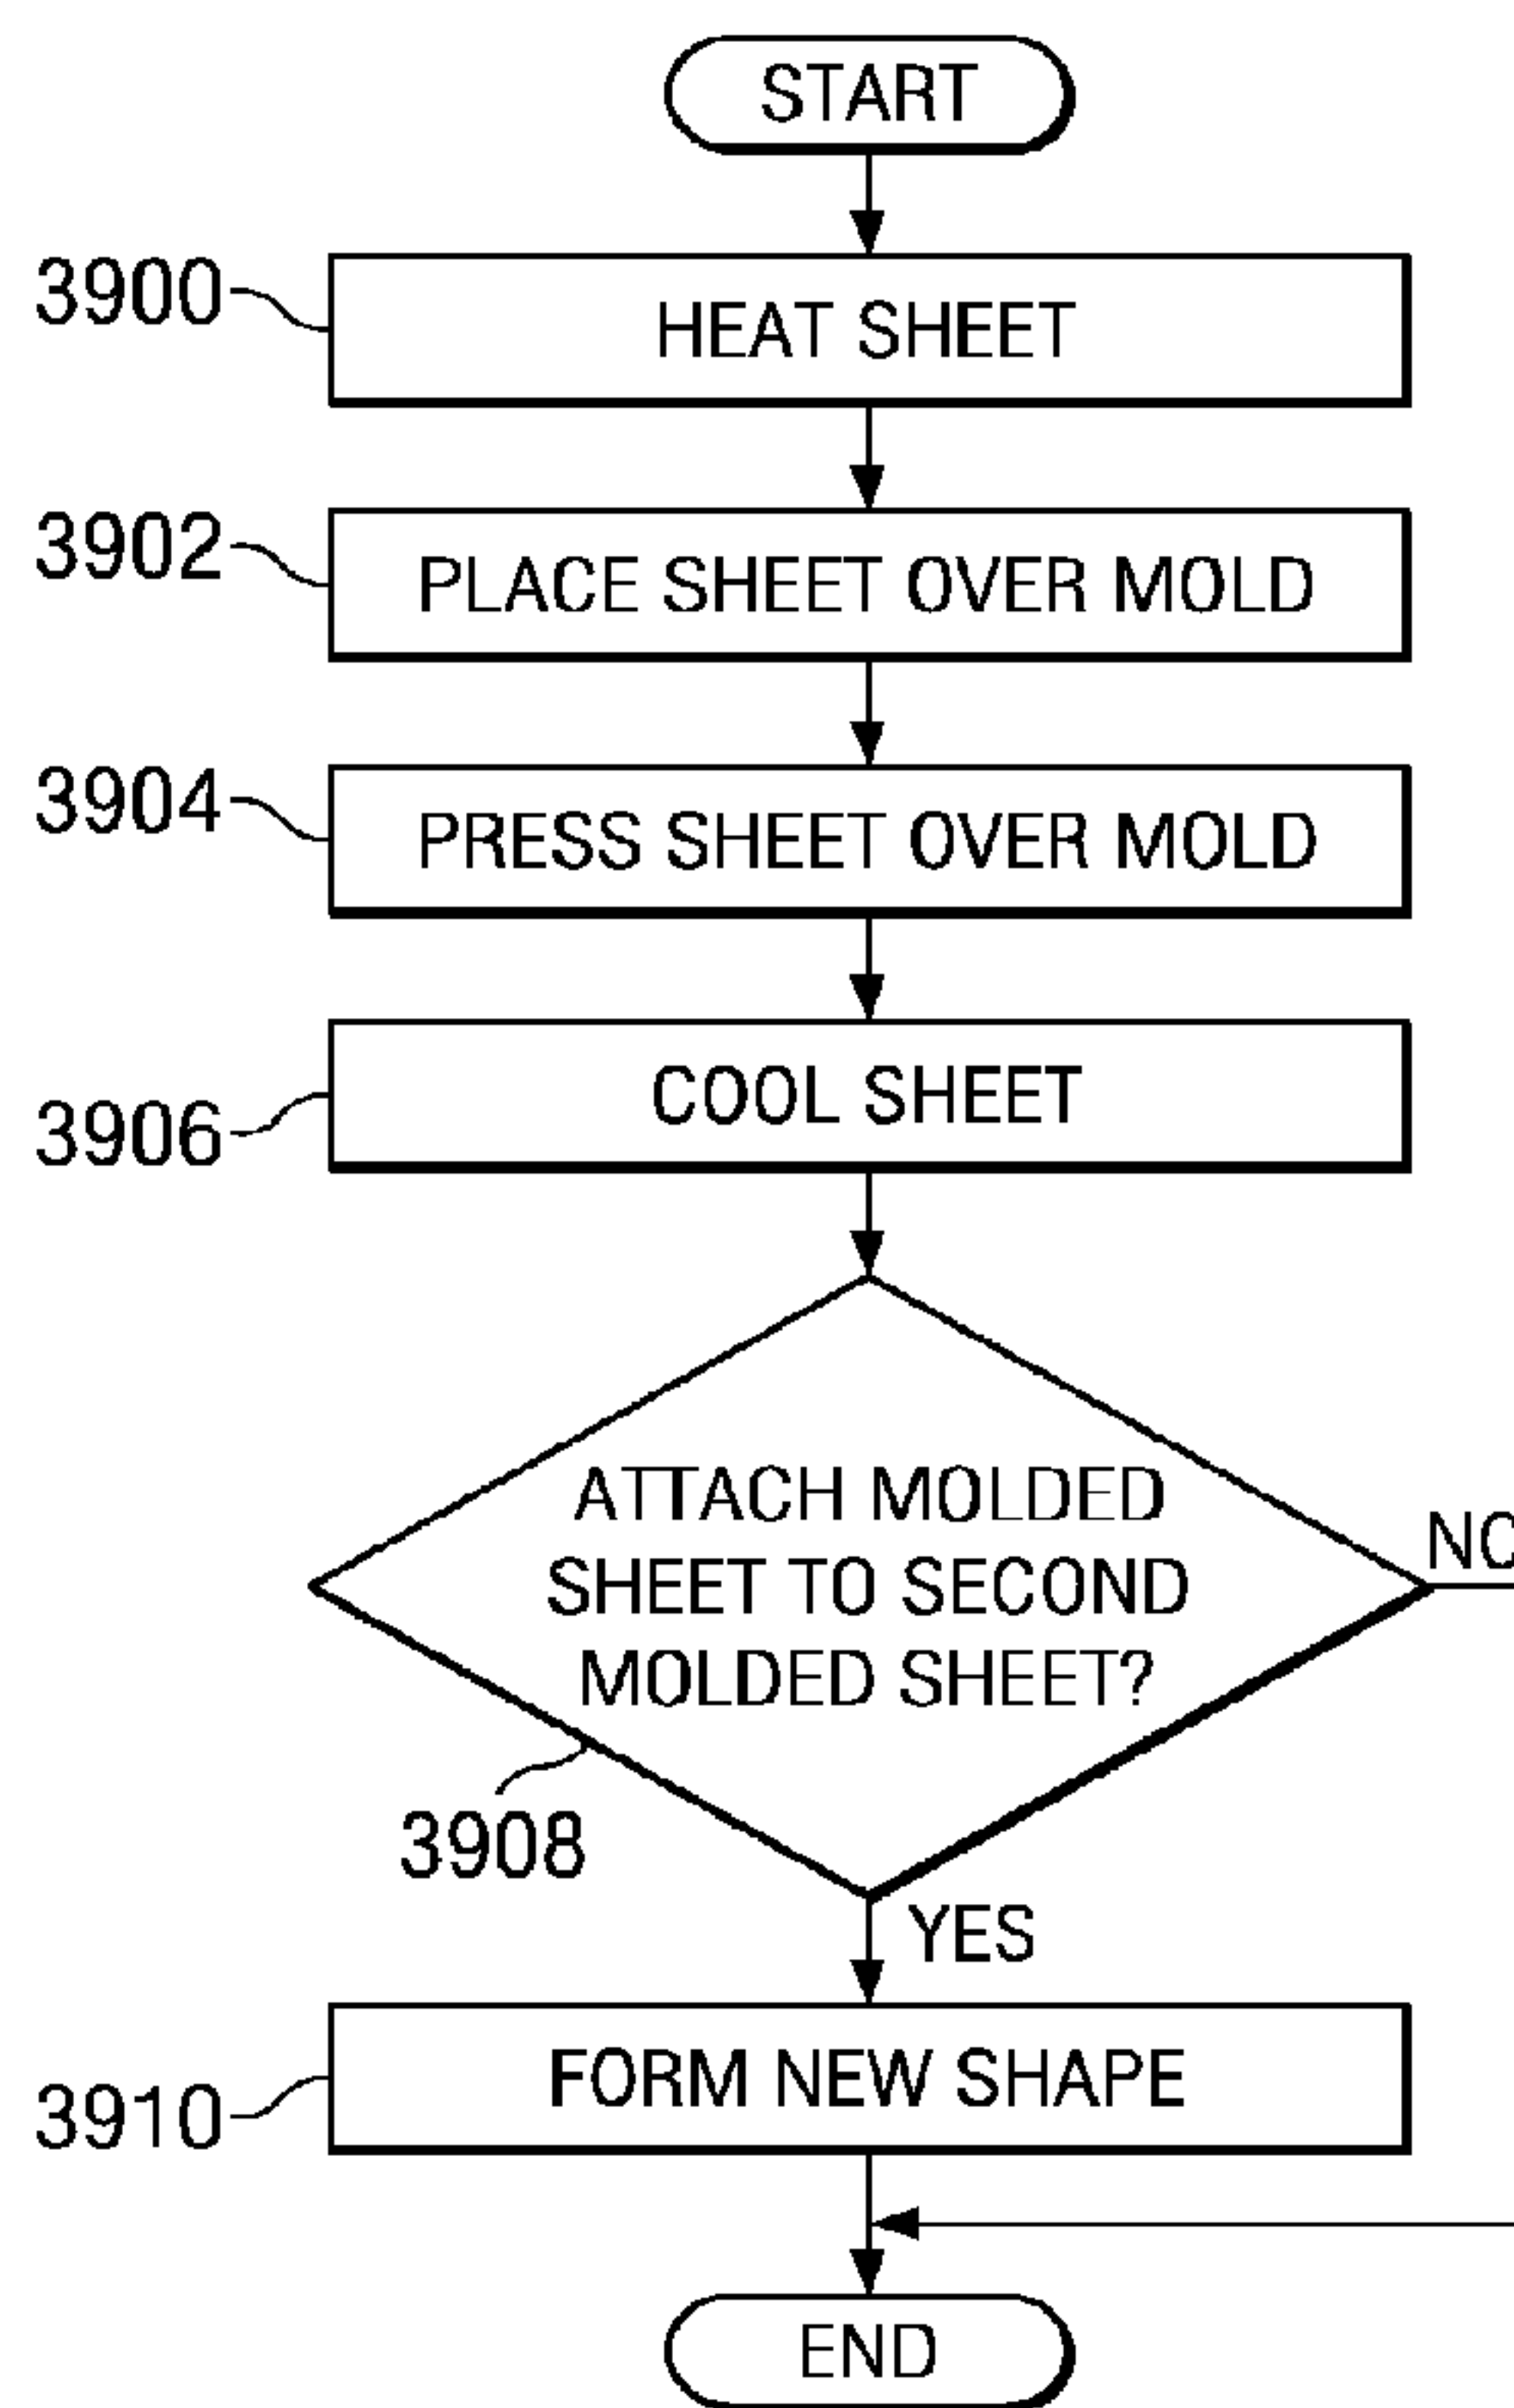 START
3900
HEAT SHEET
3902
PLACE SHEET OVER MOLD
3904
PRESS SHEET OVER MOLD
3906
COOL SHEET
ATTACH MOLDED
SHEET TO SECOND
MOLDED SHEET?
NO
3908
YES
3910
FORM NEW SHAPE
END